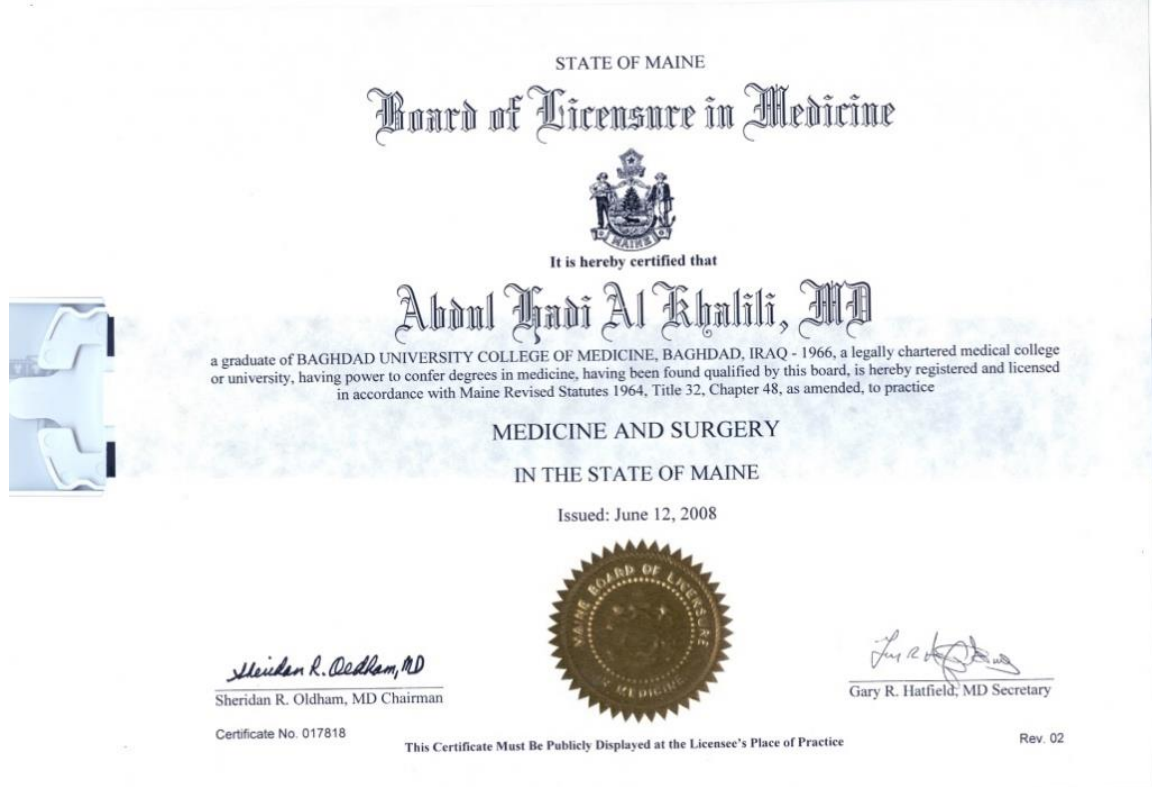 STATE OF MAINE
Board of Licensure in Medicine
MAINE
It is hereby certified that
Abdul Hadi Al Khalili, MD
a graduate of BAGHDAD UNIVERSITY COLLEGE OF MEDICINE, BAGHDAD, IRAQ - 1966, a legally chartered medical college
or university, having power to confer degrees in medicine, having been found qualified by this board, is hereby registered and licensed
in accordance with Maine Revised Statutes 1964, Title 32, Chapter 48, as amended, to practice
MEDICINE AND SURGERY
IN THE STATE OF MAINE
Issued: June 12, 2008
MAINE BOARD OF LICENSURE
MEDICINE
Sheridan R. Oldham, MD
Sheridan R. Oldham, MD Chairman
Gary R. Hatfield, MD Secretary
Certificate No. 017818
This Certificate Must Be Publicly Displayed at the Licensee's Place of Practice
Rev. 02